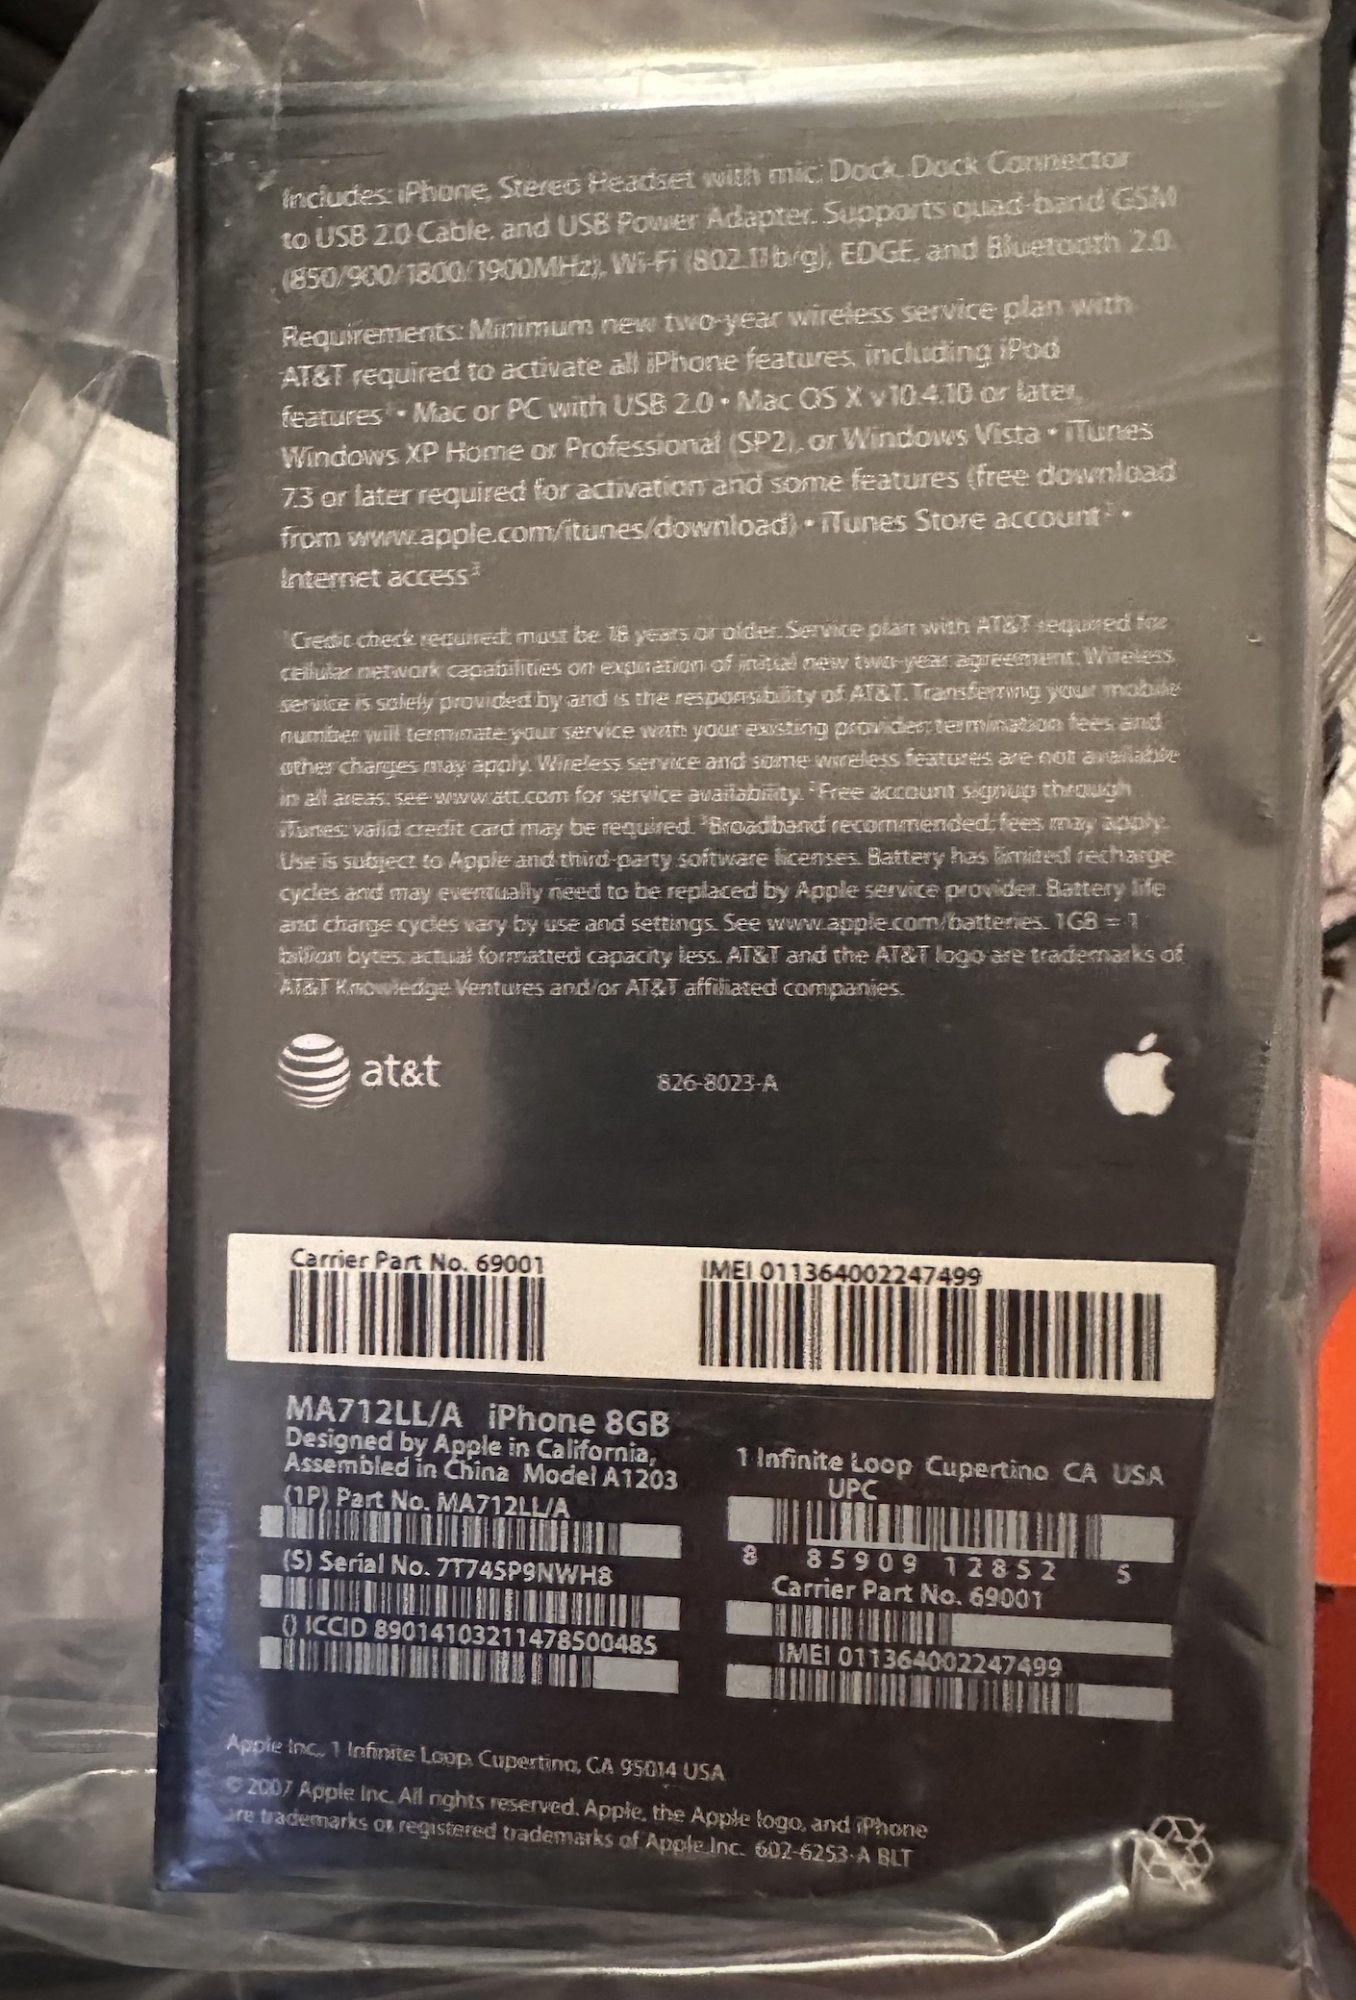 Includes: iPhone, Stereo Headset with mic, Dock, Dock Connector
to USB 2.0 Cable, and USB Power Adapter. Supports quad-band GSM
(850/900/1800/1900MHz), Wi-Fi (802.11b/g), EDGE, and Bluetooth 2.0.
Requirements: Minimum new two-year wireless service plan with
AT&T required to activate all iPhone features, including iPod
features¹ • Mac or PC with USB 2.0 • Mac OS X v10.4.10 or later,
Windows XP Home or Professional (SP2), or Windows Vista • iTunes
7.3 or later required for activation and some features (free download
from www.apple.com/itunes/download) • iTunes Store account² •
Internet access³
¹Credit check required; must be 18 years or older. Service plan with AT&T required for
cellular network capabilities on expiration of initial new two-year agreement. Wireless
service is solely provided by and is the responsibility of AT&T. Transferring your mobile
number will terminate your service with your existing provider; termination fees and
other charges may apply. Wireless service and some wireless features are not available
in all areas; see www.att.com for service availability. ²Free account signup through
iTunes; valid credit card may be required. ³Broadband recommended; fees may apply.
Use is subject to Apple and third-party software licenses. Battery has limited recharge
cycles and may eventually need to be replaced by Apple service provider. Battery life
and charge cycles vary by use and settings. See www.apple.com/batteries. 1GB = 1
billion bytes; actual formatted capacity less. AT&T and the AT&T logo are trademarks of
AT&T Knowledge Ventures and/or AT&T affiliated companies.
at&t
826-8023-A
Carrier Part No. 69001
IMEI 011364002247499
MA712LL/A iPhone 8GB
Designed by Apple in California,
Assembled in China Model A1203
1 Infinite Loop Cupertino CA USA
(1P) Part No. MA712LL/A
UPC
8 85909 12852 5
(S) Serial No. 7T745P9NWH8
Carrier Part No. 69001
() ICCID 89014103211478500485
IMEI 011364002247499
Apple Inc., 1 Infinite Loop, Cupertino, CA 95014 USA
© 2007 Apple Inc. All rights reserved. Apple, the Apple logo, and iPhone
are trademarks or registered trademarks of Apple Inc. 602-6253-A BLT